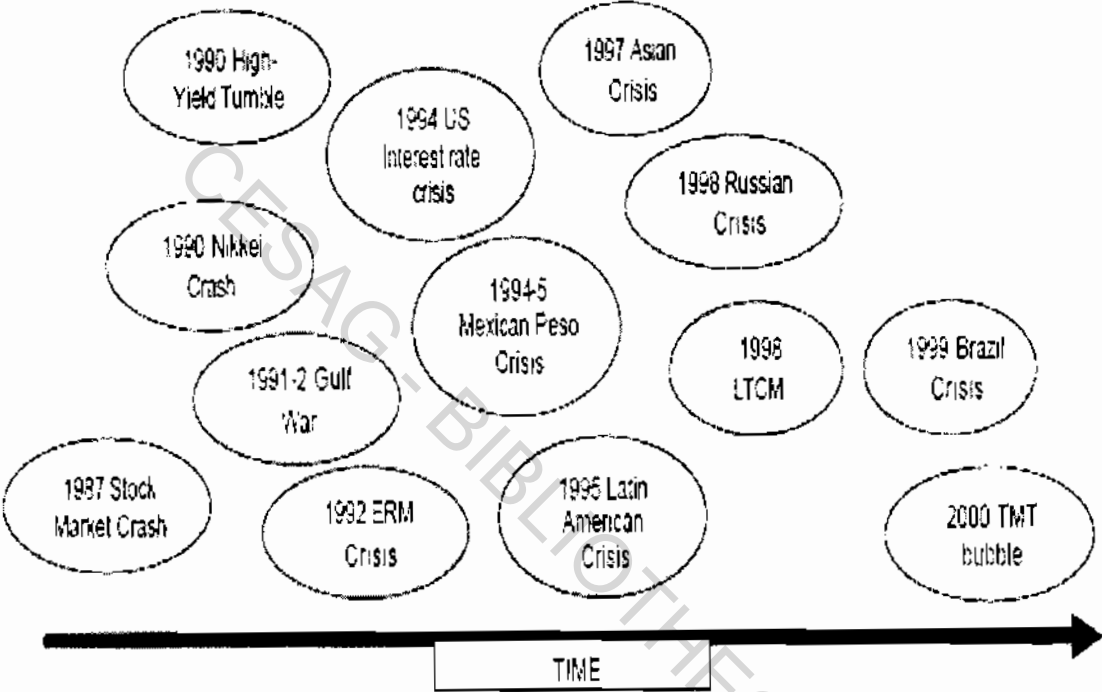 1990 High-
Yield Tumble
1997 Asian
Crisis
1994 US
Interest rate
crisis
1998 Russian
Crisis
1990 Nikkei
Crash
1994-5
Mexican Peso
Crisis
1991-2 Gulf
War
1998
LTCM
1999 Brazil
Crisis
1987 Stock
Market Crash
1992 ERM
Crisis
1995 Latin
American
Crisis
2000 TMT
bubble
TIME
CESAG - BIBLIOTHE